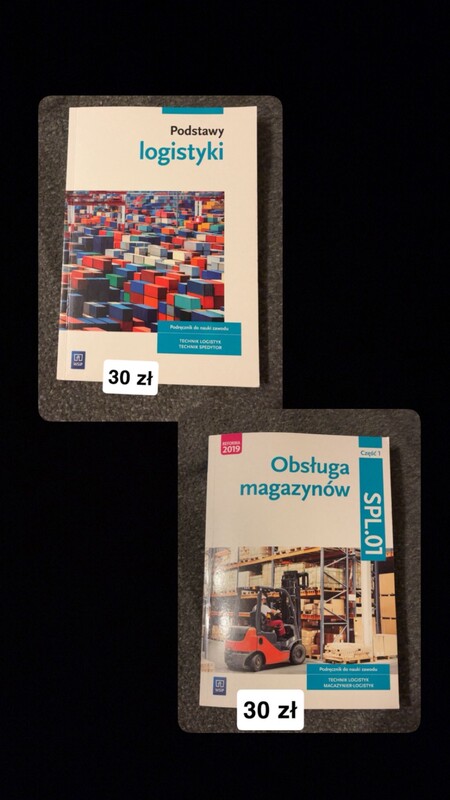 Podstawy
logistyki
Podręcznik do nauki zawodu
TECHNIK LOGISTYK
TECHNIK SPEDYTOR
WSiP
30 zł
REFORMA
2019
Część 1
Obsługa
magazynów
SPL.01
Podręcznik do nauki zawodu
TECHNIK LOGISTYK
MAGAZYNIER-LOGISTYK
WSiP
30 zł